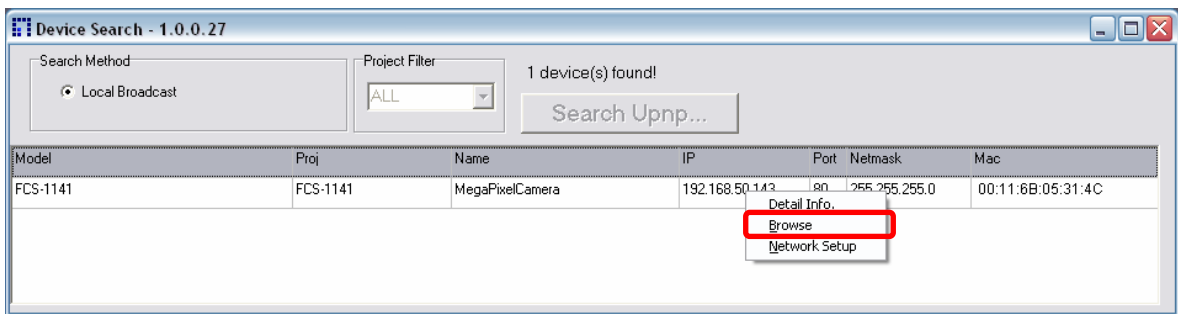 Device Search - 1.0.0.27
Search Method
Local Broadcast
Project Filter
ALL
1 device(s) found!
Search Upnp...
Model Proj Name IP Port Netmask Mac
FCS-1141 FCS-1141 MegaPixelCamera 192.168.50.143 80 255.255.255.0 00:11:6B:05:31:4C
Detail Info.
Browse
Network Setup